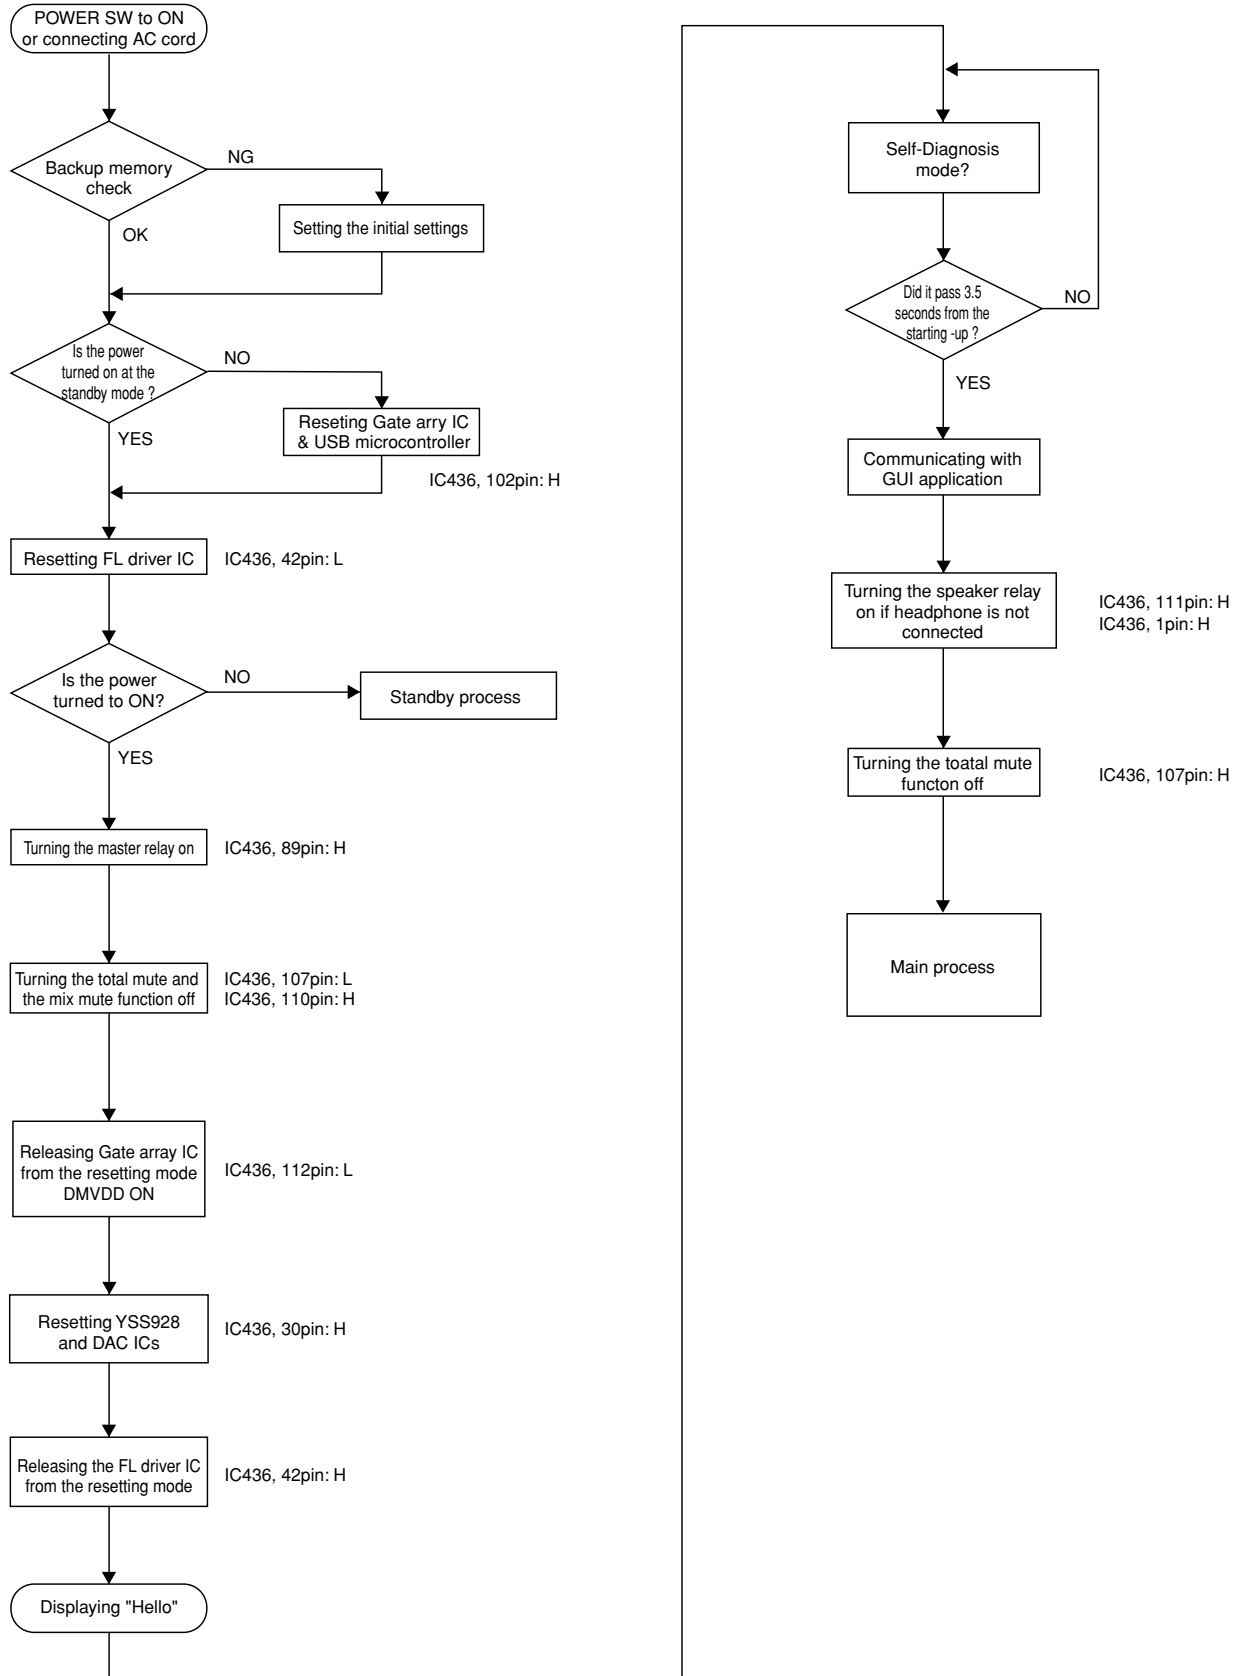 POWER SW to ON
or connecting AC cord
Backup memory
check
NG
OK
Setting the initial settings
Is the power
turned on at the
standby mode ?
NO
YES
Reseting Gate arry IC
& USB microcontroller
IC436, 102pin: H
Resetting FL driver IC
IC436, 42pin: L
Is the power
turned to ON?
NO
YES
Standby process
Turning the master relay on
IC436, 89pin: H
Turning the total mute and
the mix mute function off
IC436, 107pin: L
IC436, 110pin: H
Releasing Gate array IC
from the resetting mode
DMVDD ON
IC436, 112pin: L
Resetting YSS928
and DAC ICs
IC436, 30pin: H
Releasing the FL driver IC
from the resetting mode
IC436, 42pin: H
Displaying "Hello"
Self-Diagnosis
mode?
Did it pass 3.5
seconds from the
starting -up ?
NO
YES
Communicating with
GUI application
Turning the speaker relay
on if headphone is not
connected
IC436, 111pin: H
IC436, 1pin: H
Turning the toatal mute
functon off
IC436, 107pin: H
Main process